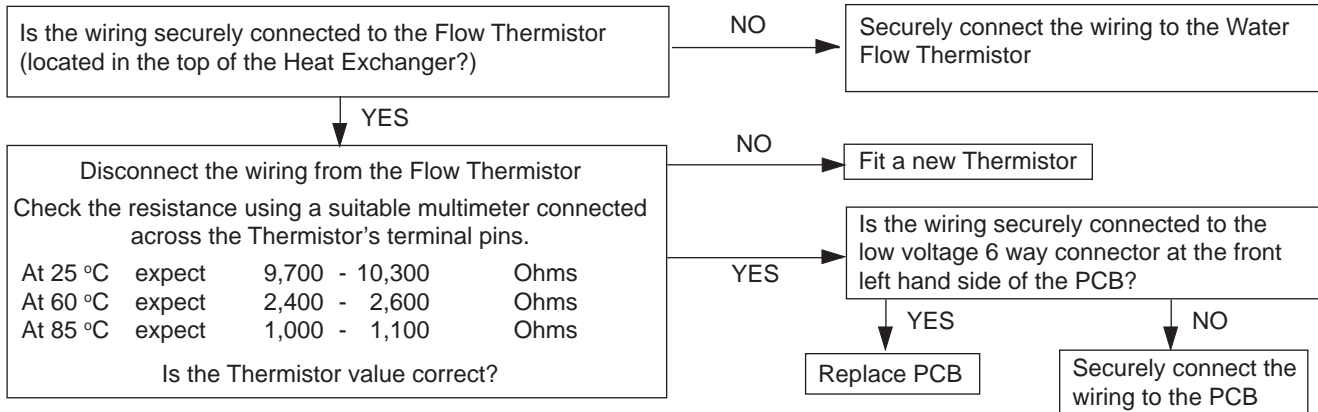 Is the wiring securely connected to the Flow Thermistor
(located in the top of the Heat Exchanger?)
NO
Securely connect the wiring to the Water
Flow Thermistor
YES
Disconnect the wiring from the Flow Thermistor
Check the resistance using a suitable multimeter connected
across the Thermistor's terminal pins.
At 25 °C expect 9,700 - 10,300 Ohms
At 60 °C expect 2,400 - 2,600 Ohms
At 85 °C expect 1,000 - 1,100 Ohms
Is the Thermistor value correct?
NO
Fit a new Thermistor
YES
Is the wiring securely connected to the
low voltage 6 way connector at the front
left hand side of the PCB?
YES
Replace PCB
NO
Securely connect the
wiring to the PCB